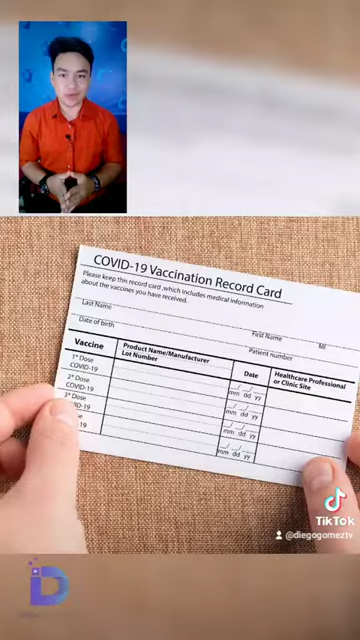 COVID-19 Vaccination Record Card
Please keep this record card ,which includes medical information
about the vaccines you have received.
Last Name
First Name
MI
Date of birth
Patient number
Vaccine
Product Name/Manufacturer
Lot Number
Date
Healthcare Professional
or Clinic Site
1st Dose
COVID-19
mm dd yy
2nd Dose
COVID-19
mm dd yy
3rd Dose
COVID-19
mm dd yy
-19
mm dd yy
TikTok
@diegogomeztv